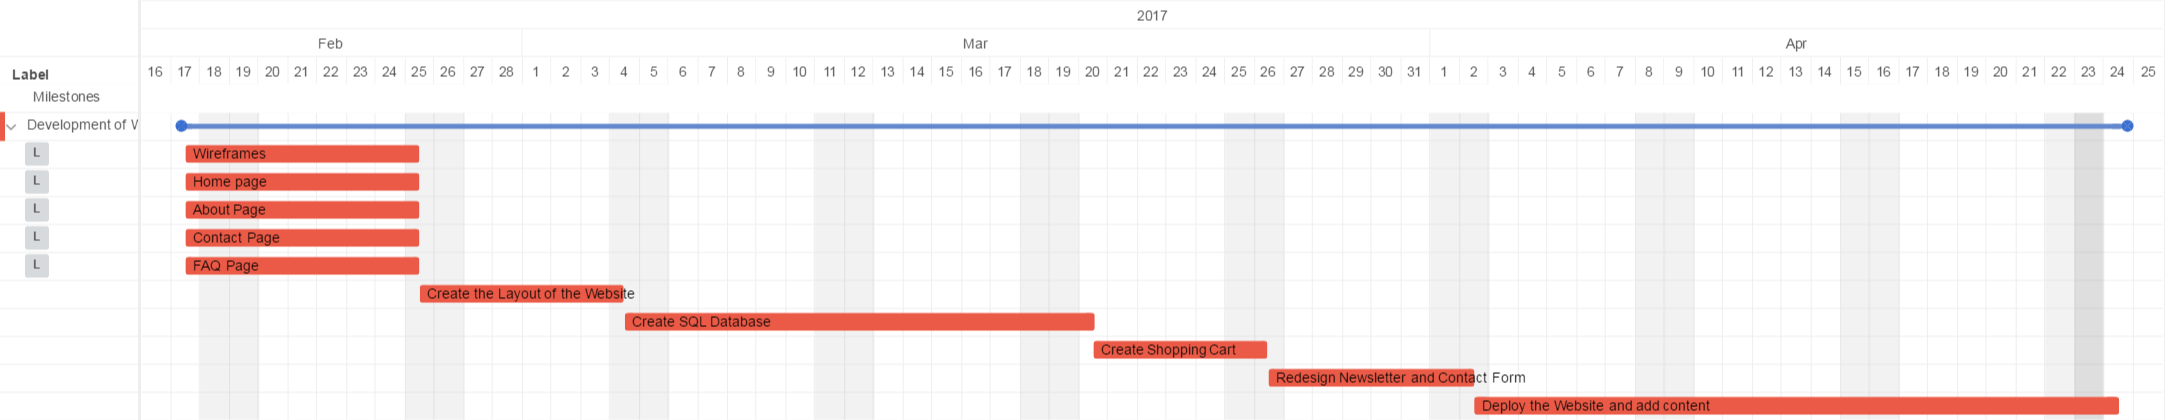 2017
Feb Mar Apr
16 17 18 19 20 21 22 23 24 25 26 27 28 1 2 3 4 5 6 7 8 9 10 11 12 13 14 15 16 17 18 19 20 21 22 23 24 25 26 27 28 29 30 31 1 2 3 4 5 6 7 8 9 10 11 12 13 14 15 16 17 18 19 20 21 22 23 24 25
Label
Milestones
Development of W
L Wireframes
L Home page
L About Page
L Contact Page
L FAQ Page
Create the Layout of the Website
Create SQL Database
Create Shopping Cart
Redesign Newsletter and Contact Form
Deploy the Website and add content